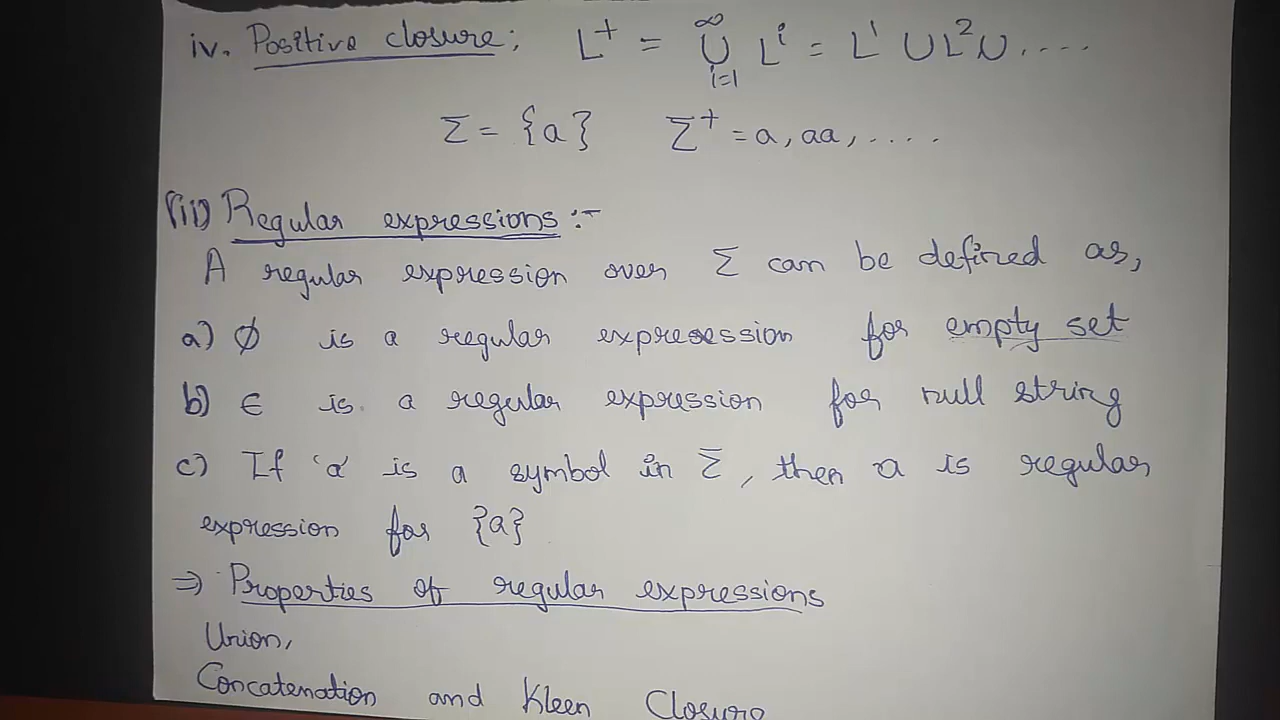 iv. Positive closure: L⁺ = ∞ ∪ i=1 Lⁱ = L¹ ∪ L² ∪ ....
Σ = {a} Σ⁺ = a, aa, ....
(iii) Regular expressions :-
A regular expression over Σ can be defined as,
a) ϕ is a regular expresession for empty set
b) ϵ is a regular expression for null string
c) If 'a' is a symbol in Σ, then a is regular
expression for {a}
⇒ Properties of regular expressions
Union,
Concatenation and Kleen Closure